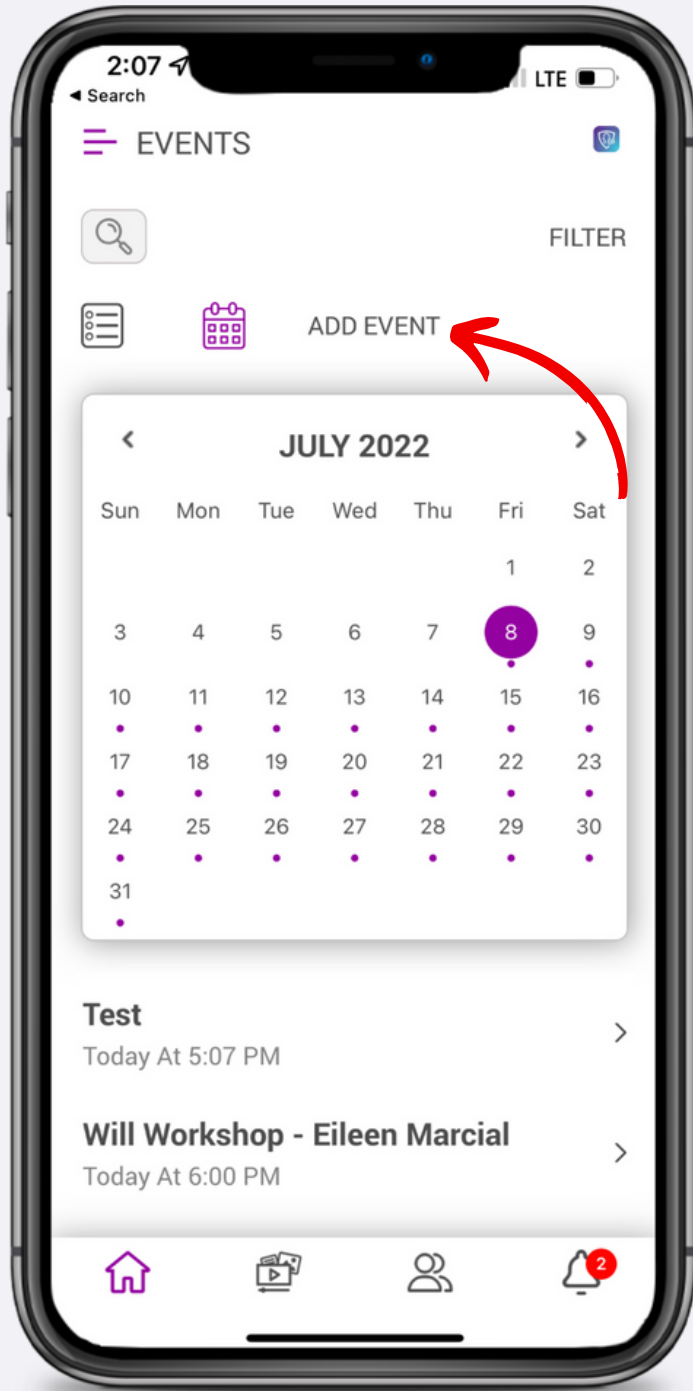 2:07 LTE
◀ Search
EVENTS
FILTER
ADD EVENT
< JULY 2022 >
Sun Mon Tue Wed Thu Fri Sat
1 2
3 4 5 6 7 8 9
10 11 12 13 14 15 16
17 18 19 20 21 22 23
24 25 26 27 28 29 30
31
Test
Today At 5:07 PM
Will Workshop - Eileen Marcial
Today At 6:00 PM
2